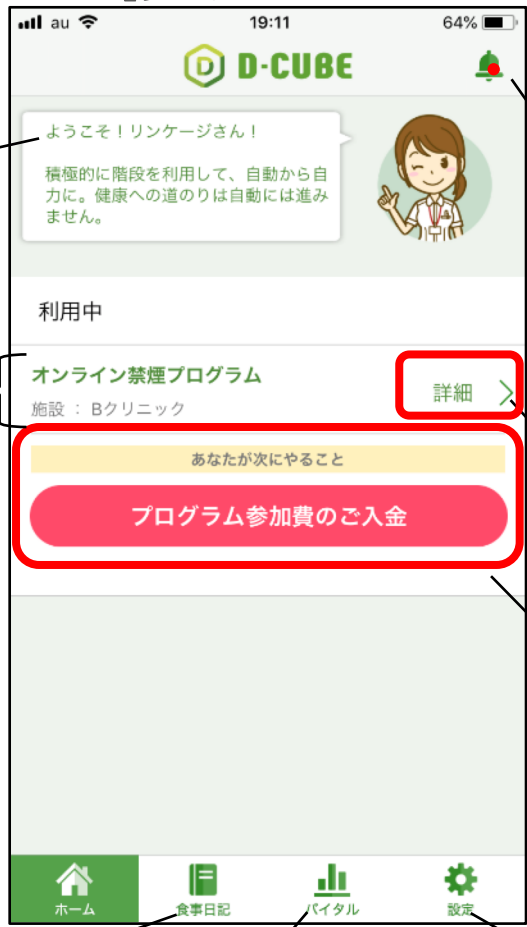 au 19:11 64%
D D-CUBE
ようこそ！リンケージさん！
積極的に階段を利用して、自動から自
力に。健康への道のりは自動には進み
ません。
利用中
オンライン禁煙プログラム
施設 ： Bクリニック
詳細
あなたが次にやること
プログラム参加費のご入金
ホーム 食事日記 バイタル 設定